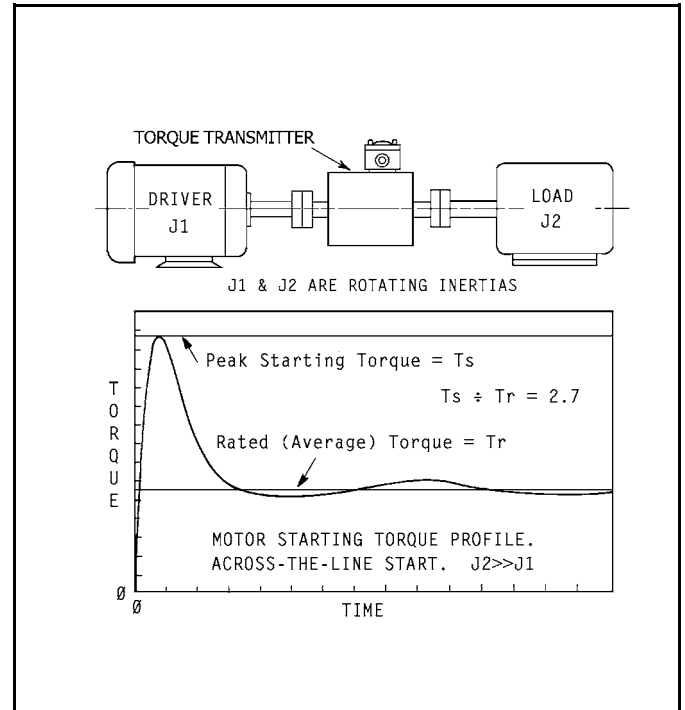 TORQUE TRANSMITTER
DRIVER
J1
LOAD
J2
J1 & J2 ARE ROTATING INERTIAS
Peak Starting Torque = Ts
Ts ÷ Tr = 2.7
Rated (Average) Torque = Tr
TORQUE
MOTOR STARTING TORQUE PROFILE.
ACROSS-THE-LINE START. J2>>J1
Ø
Ø
TIME